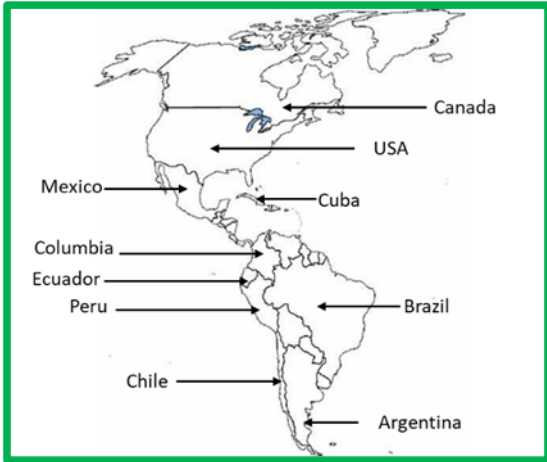 Canada
USA
Mexico
Cuba
Columbia
Ecuador
Peru
Brazil
Chile
Argentina